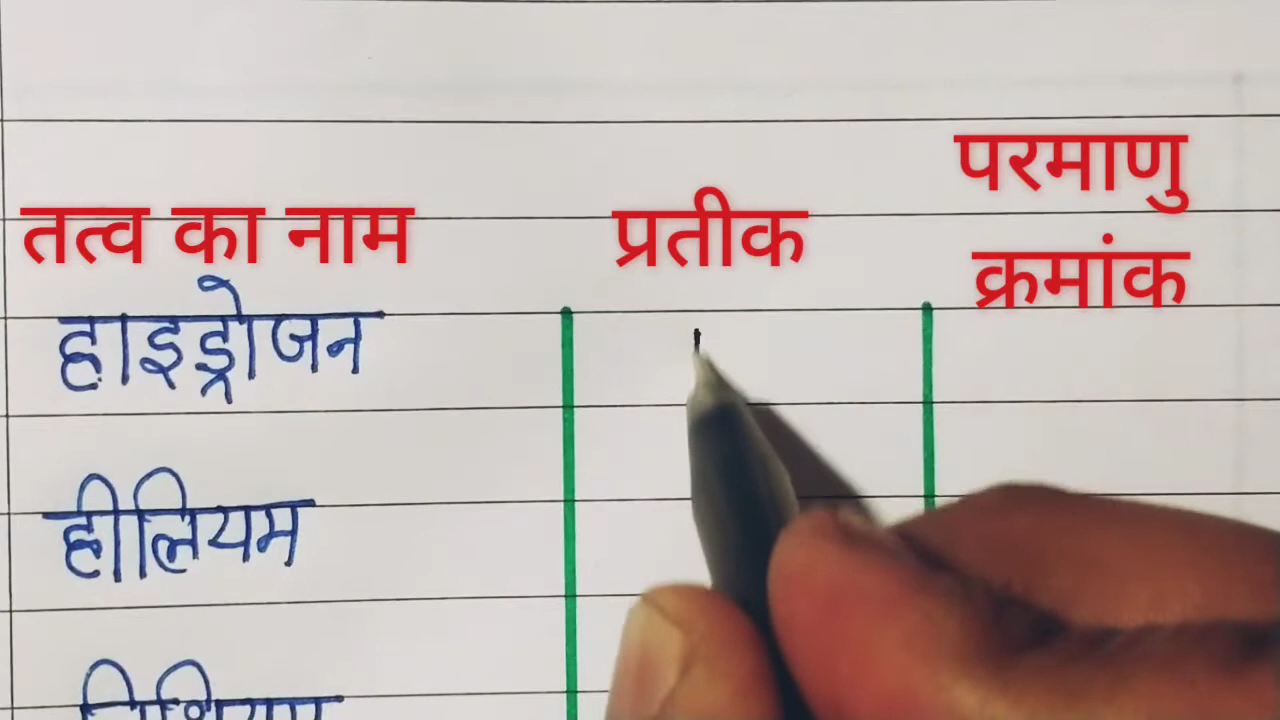 तत्व का नाम
प्रतीक
परमाणु
क्रमांक
हाइड्रोजन
हीलियम